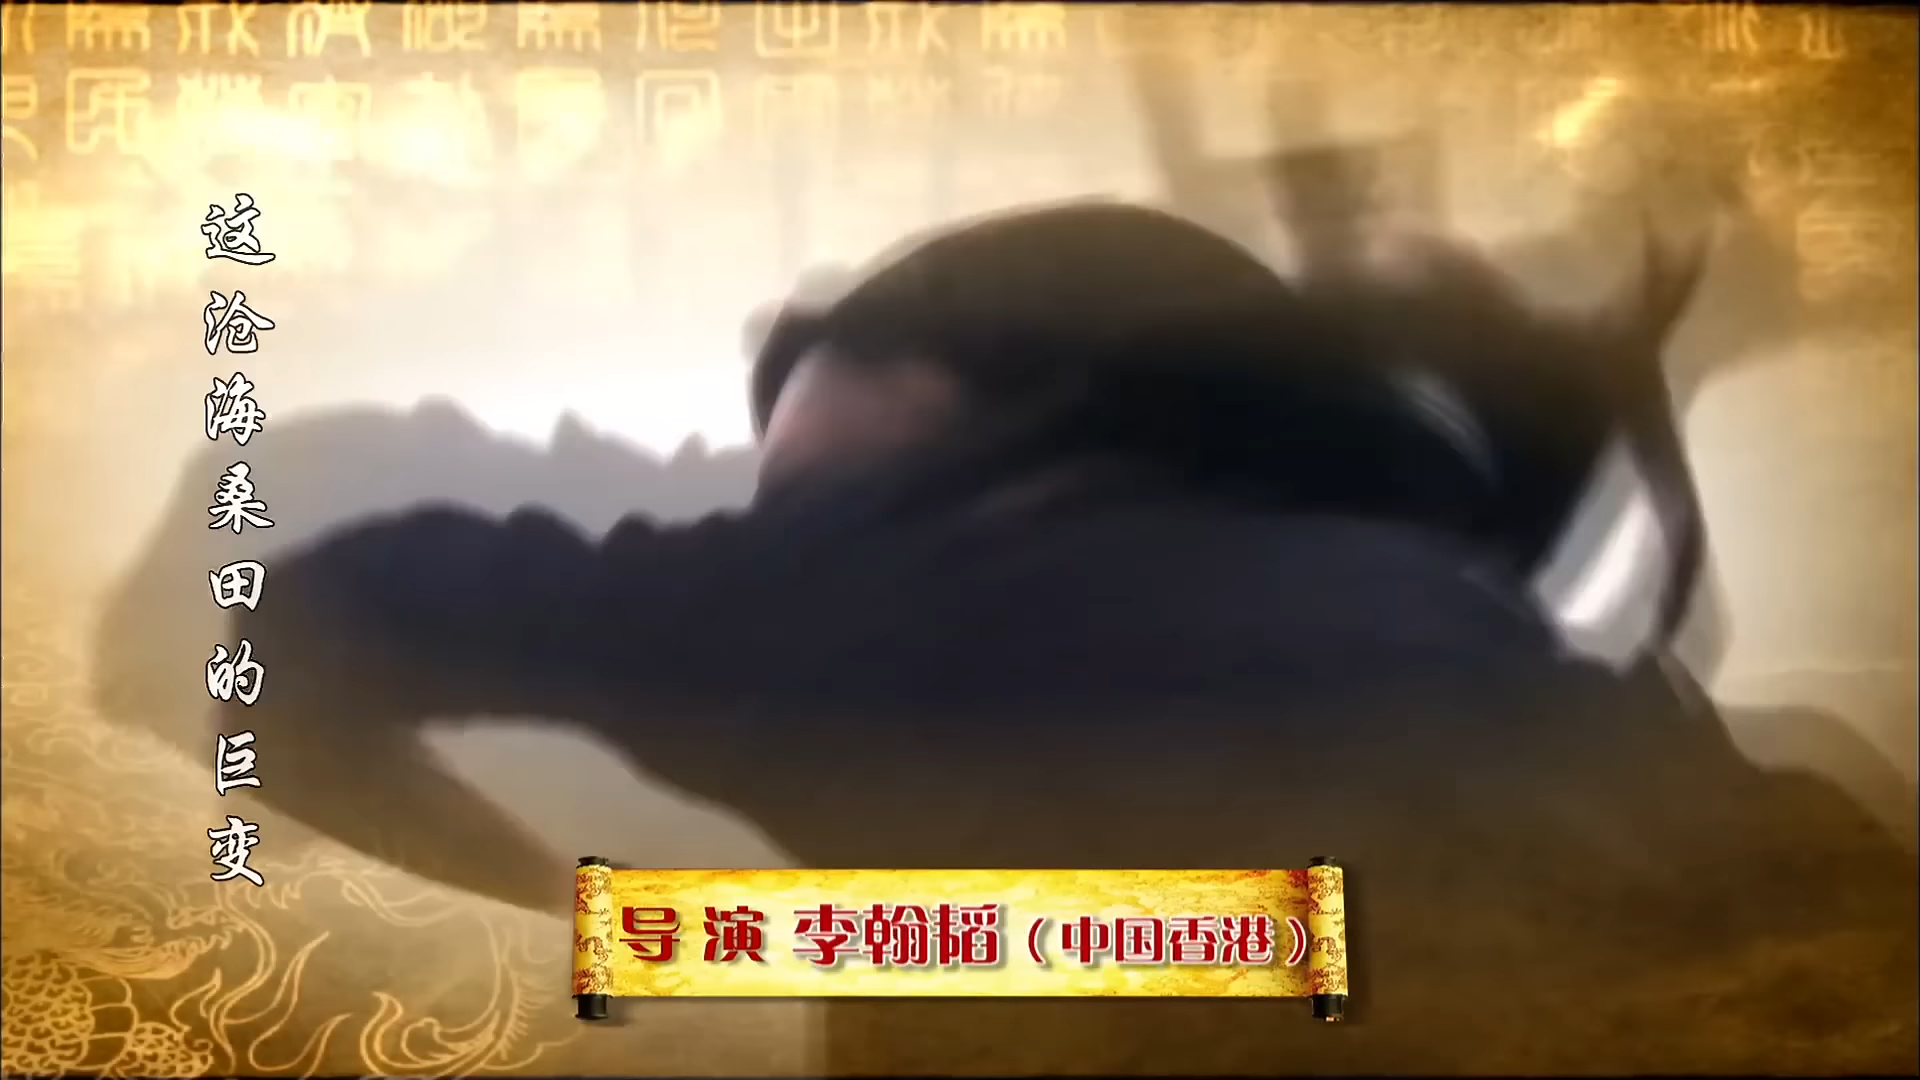 这沧海桑田的巨变
导演 李翰韬（中国香港）